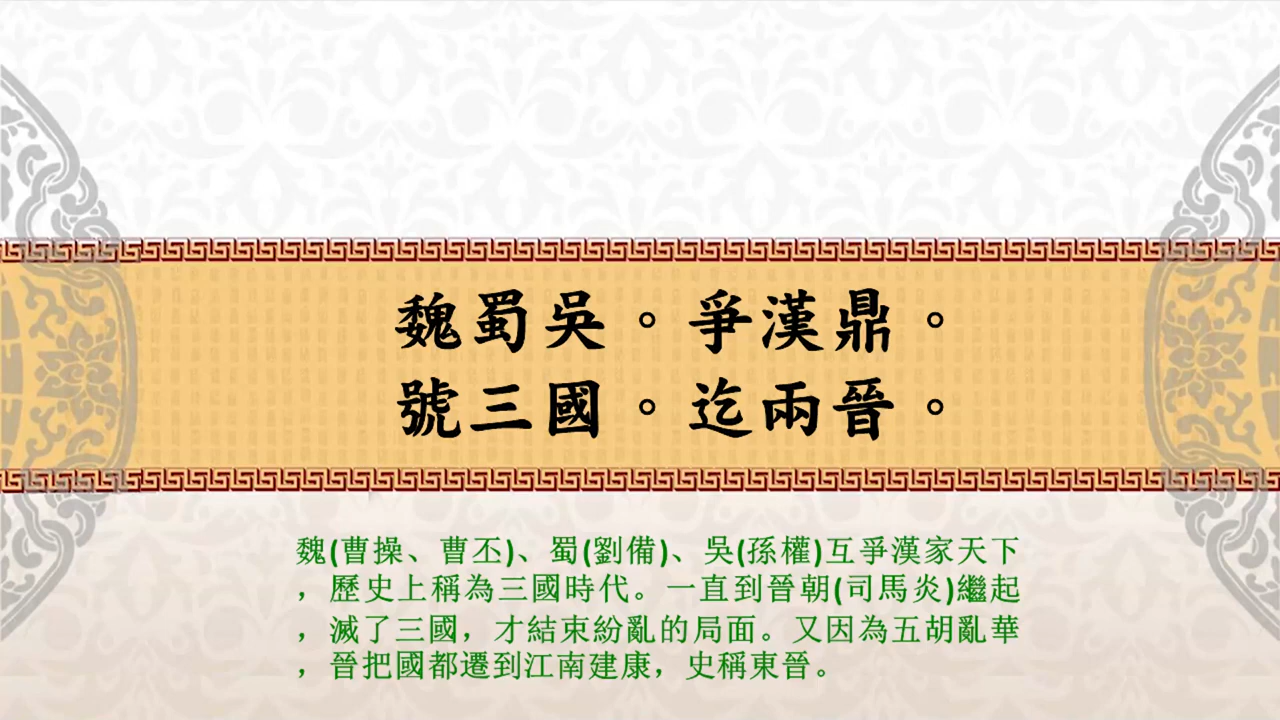 魏蜀吳。爭漢鼎。
號三國。迄兩晉。
魏(曹操、曹丕)、蜀(劉備)、吳(孫權)互爭漢家天下
，歷史上稱為三國時代。一直到晉朝(司馬炎)繼起
，滅了三國，才結束紛亂的局面。又因為五胡亂華
，晉把國都遷到江南建康，史稱東晉。